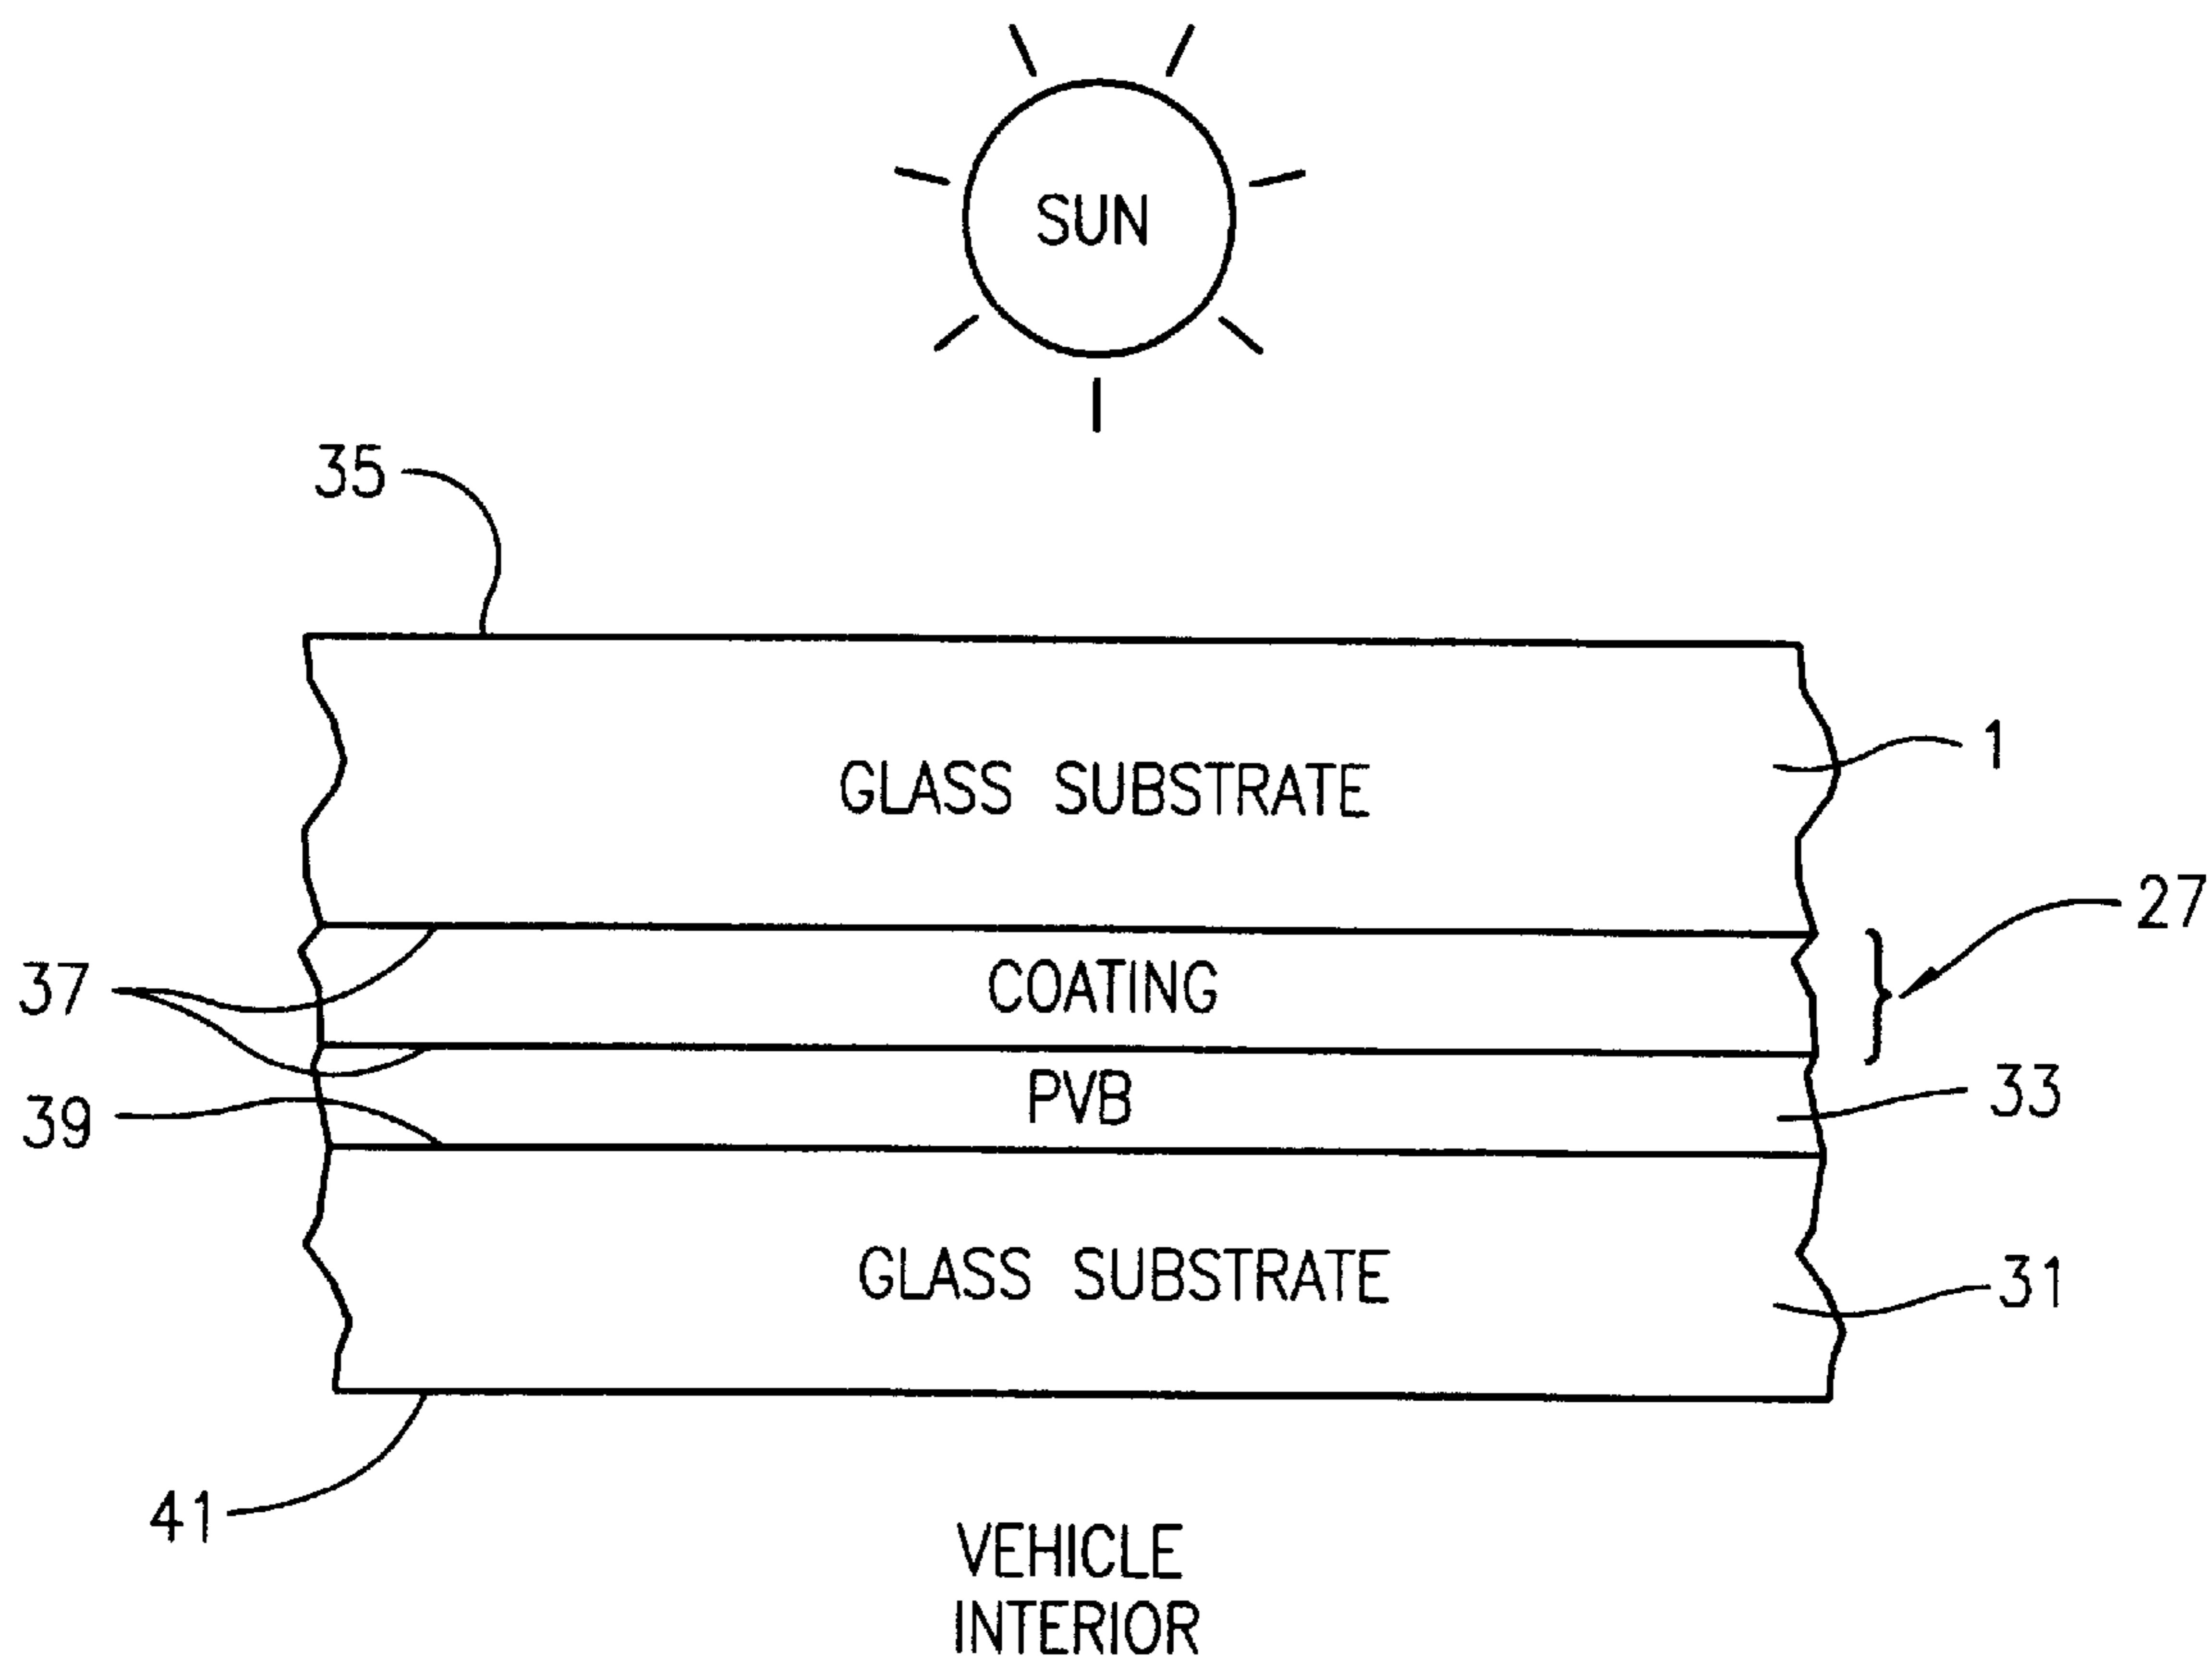 SUN
35
1
GLASS SUBSTRATE
27
37
COATING
33
PVB
39
31
GLASS SUBSTRATE
41
VEHICLE
INTERIOR